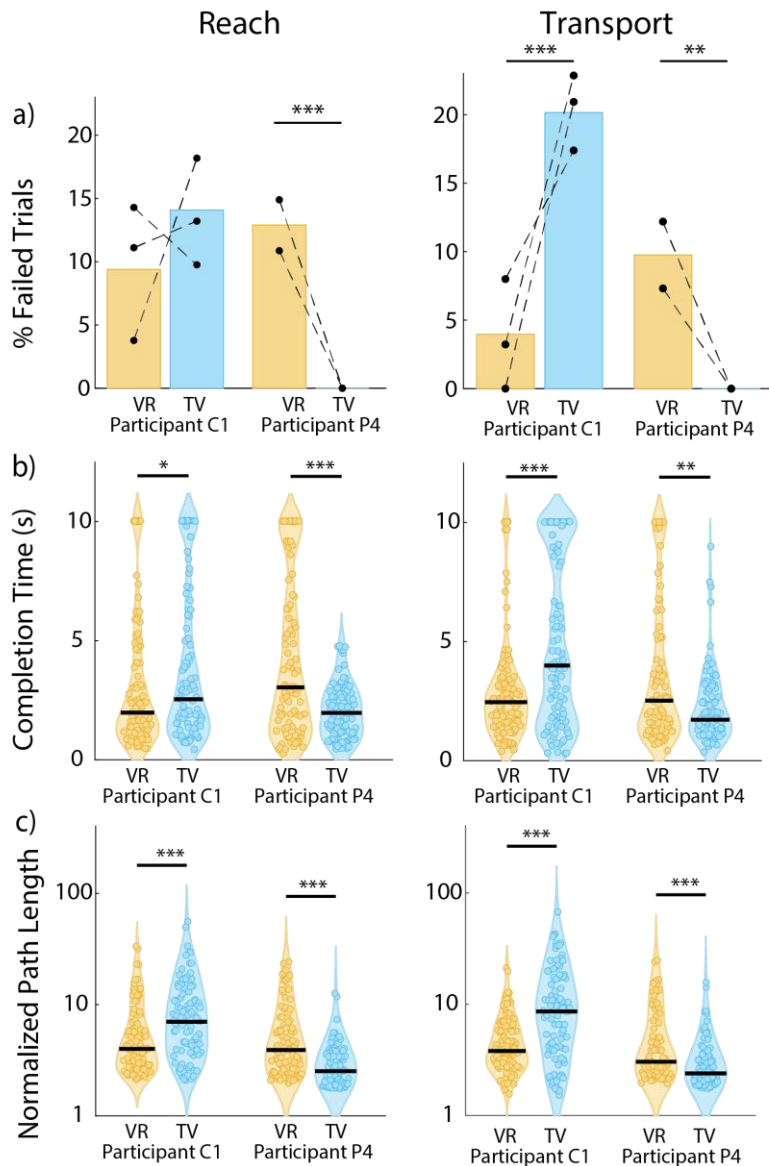 Reach
Transport
a)
% Failed Trials
20
15
10
5
0
***
VR TV VR TV
Participant C1 Participant P4
20
15
10
5
0
*** **
VR TV VR TV
Participant C1 Participant P4
b)
Completion Time (s)
10
5
0
* ***
VR TV VR TV
Participant C1 Participant P4
10
5
0
*** **
VR TV VR TV
Participant C1 Participant P4
c)
Normalized Path Length
100
10
1
*** ***
VR TV VR TV
Participant C1 Participant P4
100
10
1
*** ***
VR TV VR TV
Participant C1 Participant P4